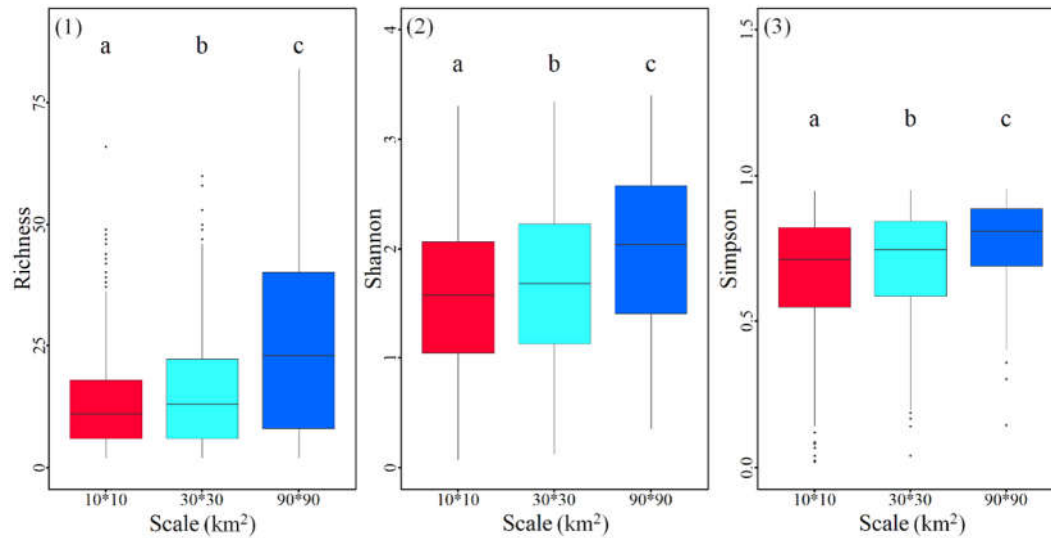 (1)
a b c
Richness
75
50
25
0
10*10 30*30 90*90
Scale (km²)
(2)
a b c
Shannon
4
3
2
1
0
10*10 30*30 90*90
Scale (km²)
(3)
a b c
Simpson
1.5
1.0
0.5
0.0
10*10 30*30 90*90
Scale (km²)